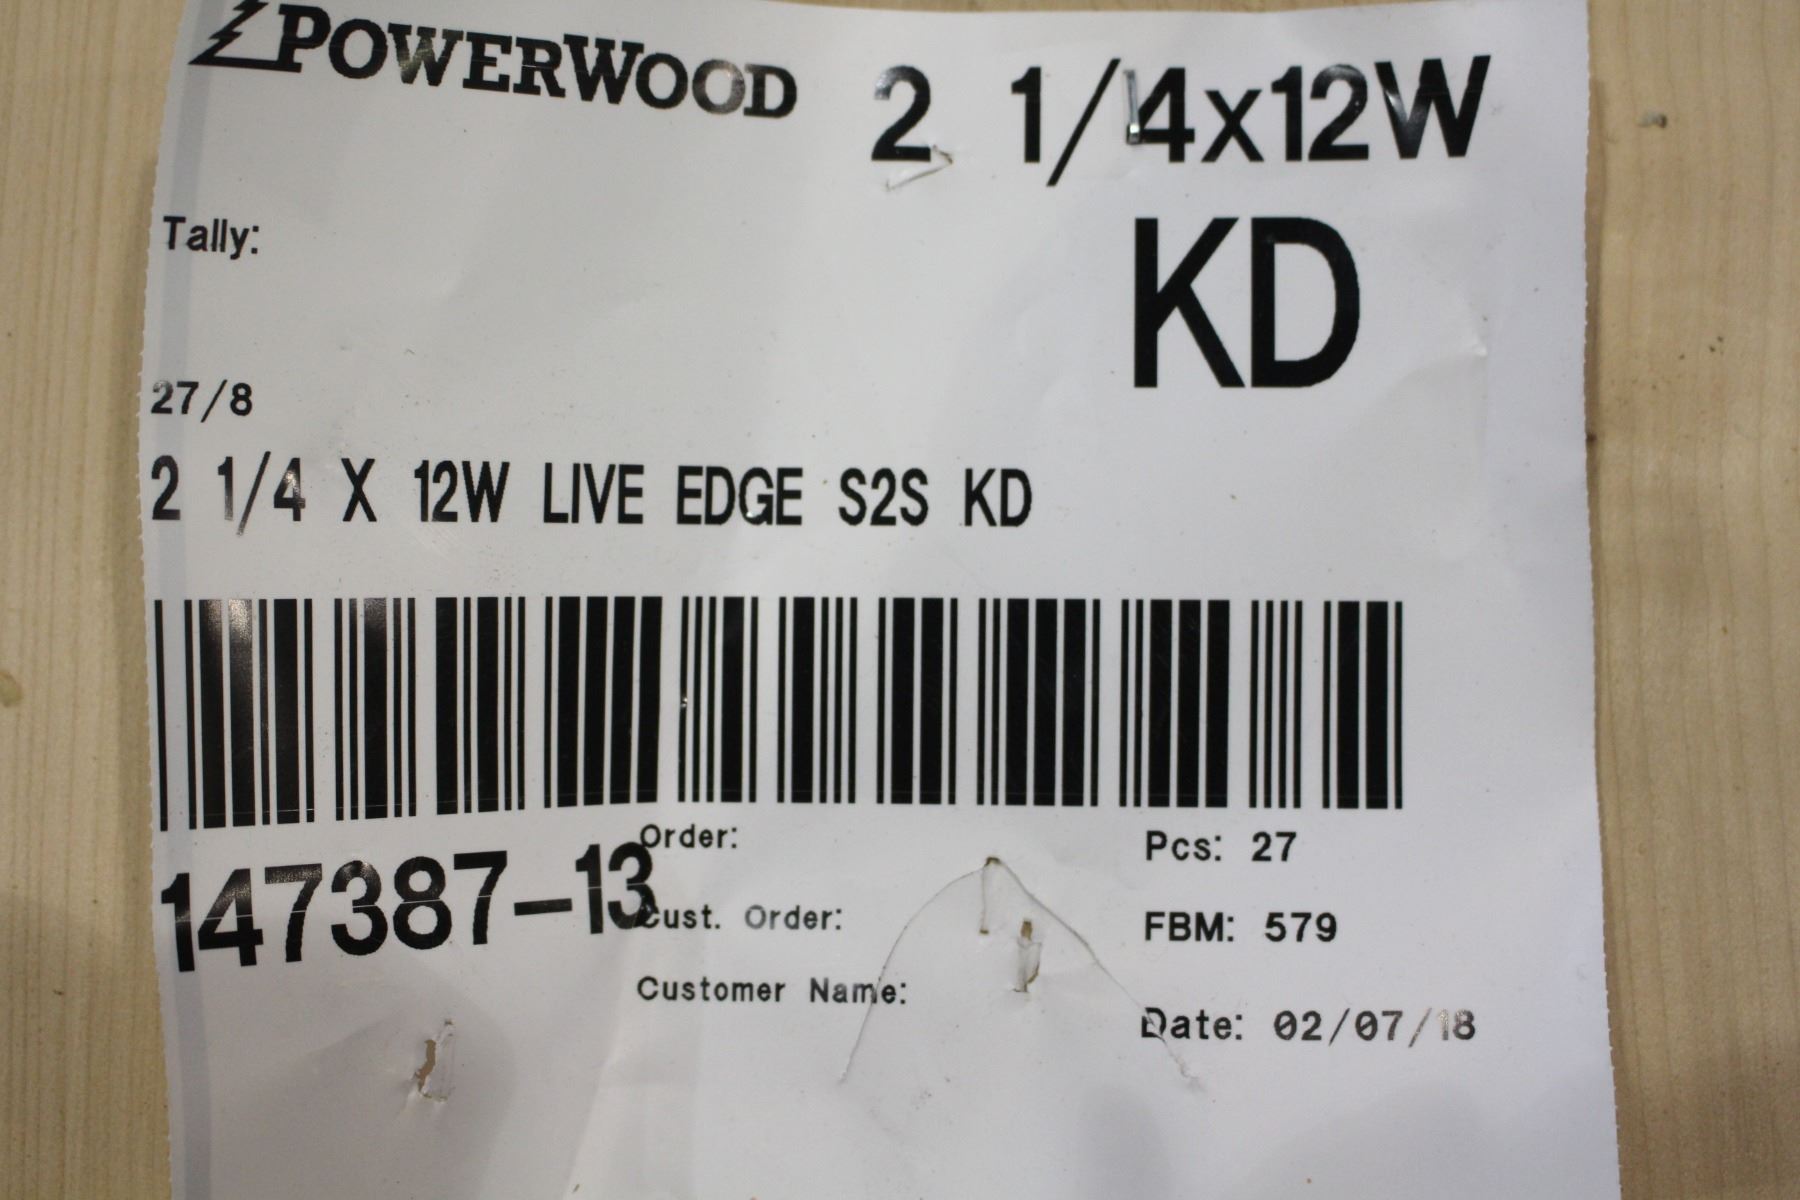 POWERWOOD 2 1/4x12W
KD
Tally:
27/8
2 1/4 X 12W LIVE EDGE S2S KD
147387-13
Order:
Cust. Order:
Customer Name:
Pcs: 27
FBM: 579
Date: 02/07/18